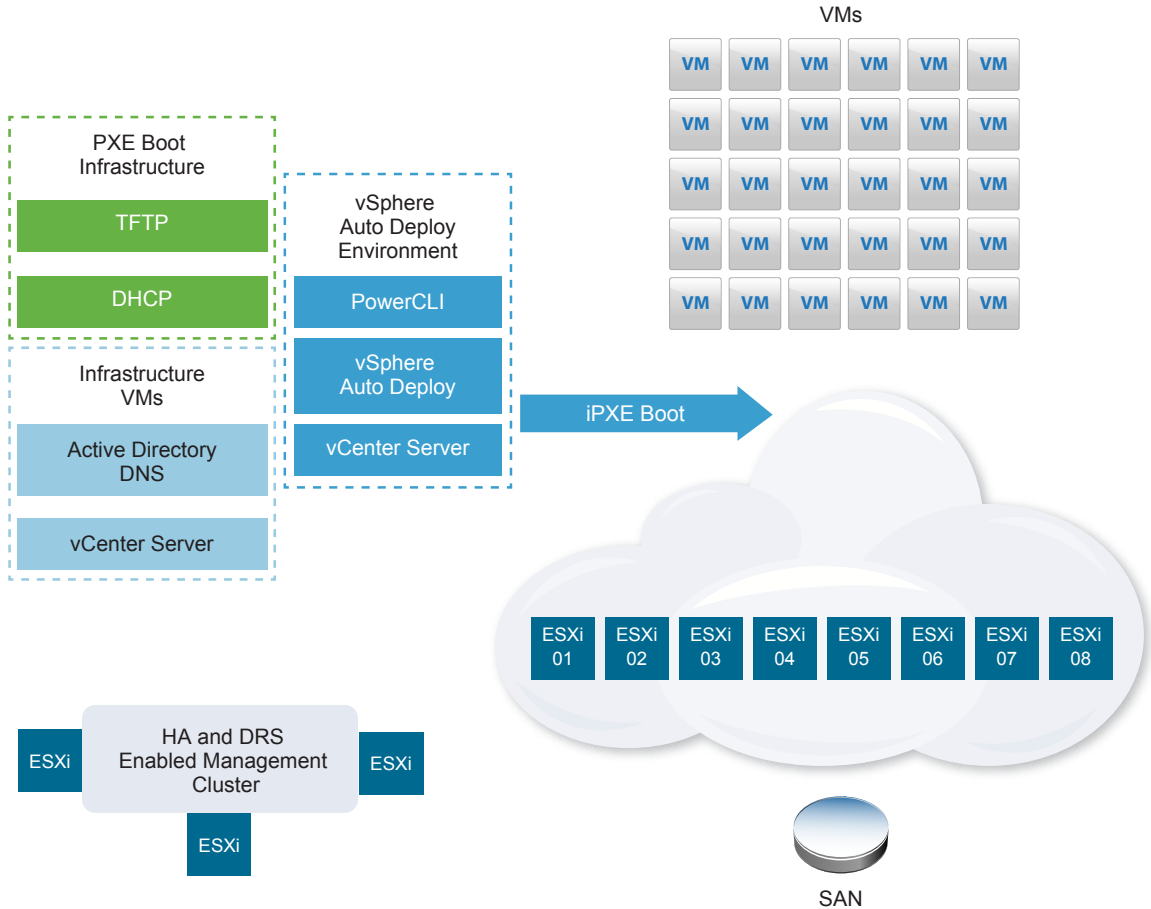 VMs
VM VM VM VM VM VM
VM VM VM VM VM VM
VM VM VM VM VM VM
VM VM VM VM VM VM
VM VM VM VM VM VM
PXE Boot
Infrastructure
TFTP
DHCP
Infrastructure
VMs
Active Directory
DNS
vCenter Server
vSphere
Auto Deploy
Environment
PowerCLI
vSphere
Auto Deploy
vCenter Server
iPXE Boot
ESXi
01
ESXi
02
ESXi
03
ESXi
04
ESXi
05
ESXi
06
ESXi
07
ESXi
08
ESXi
HA and DRS
Enabled Management
Cluster
ESXi
ESXi
SAN